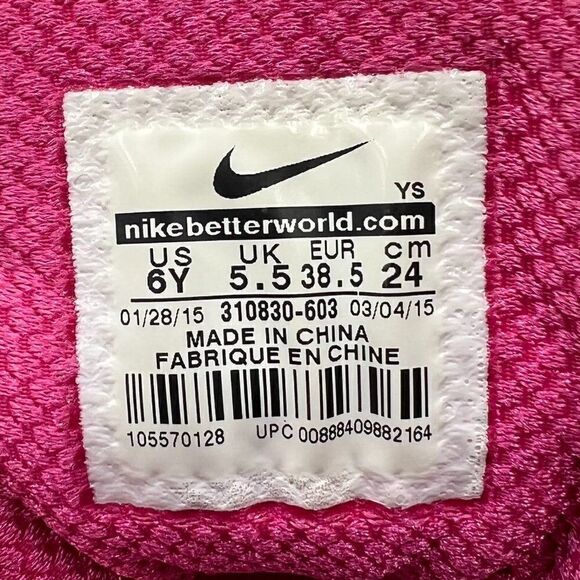 YS
nikebetterworld.com
US UK EUR cm
6Y 5.5 38.5 24
01/28/15 310830-603 03/04/15
MADE IN CHINA
FABRIQUE EN CHINE
105570128 UPC 00888409882164